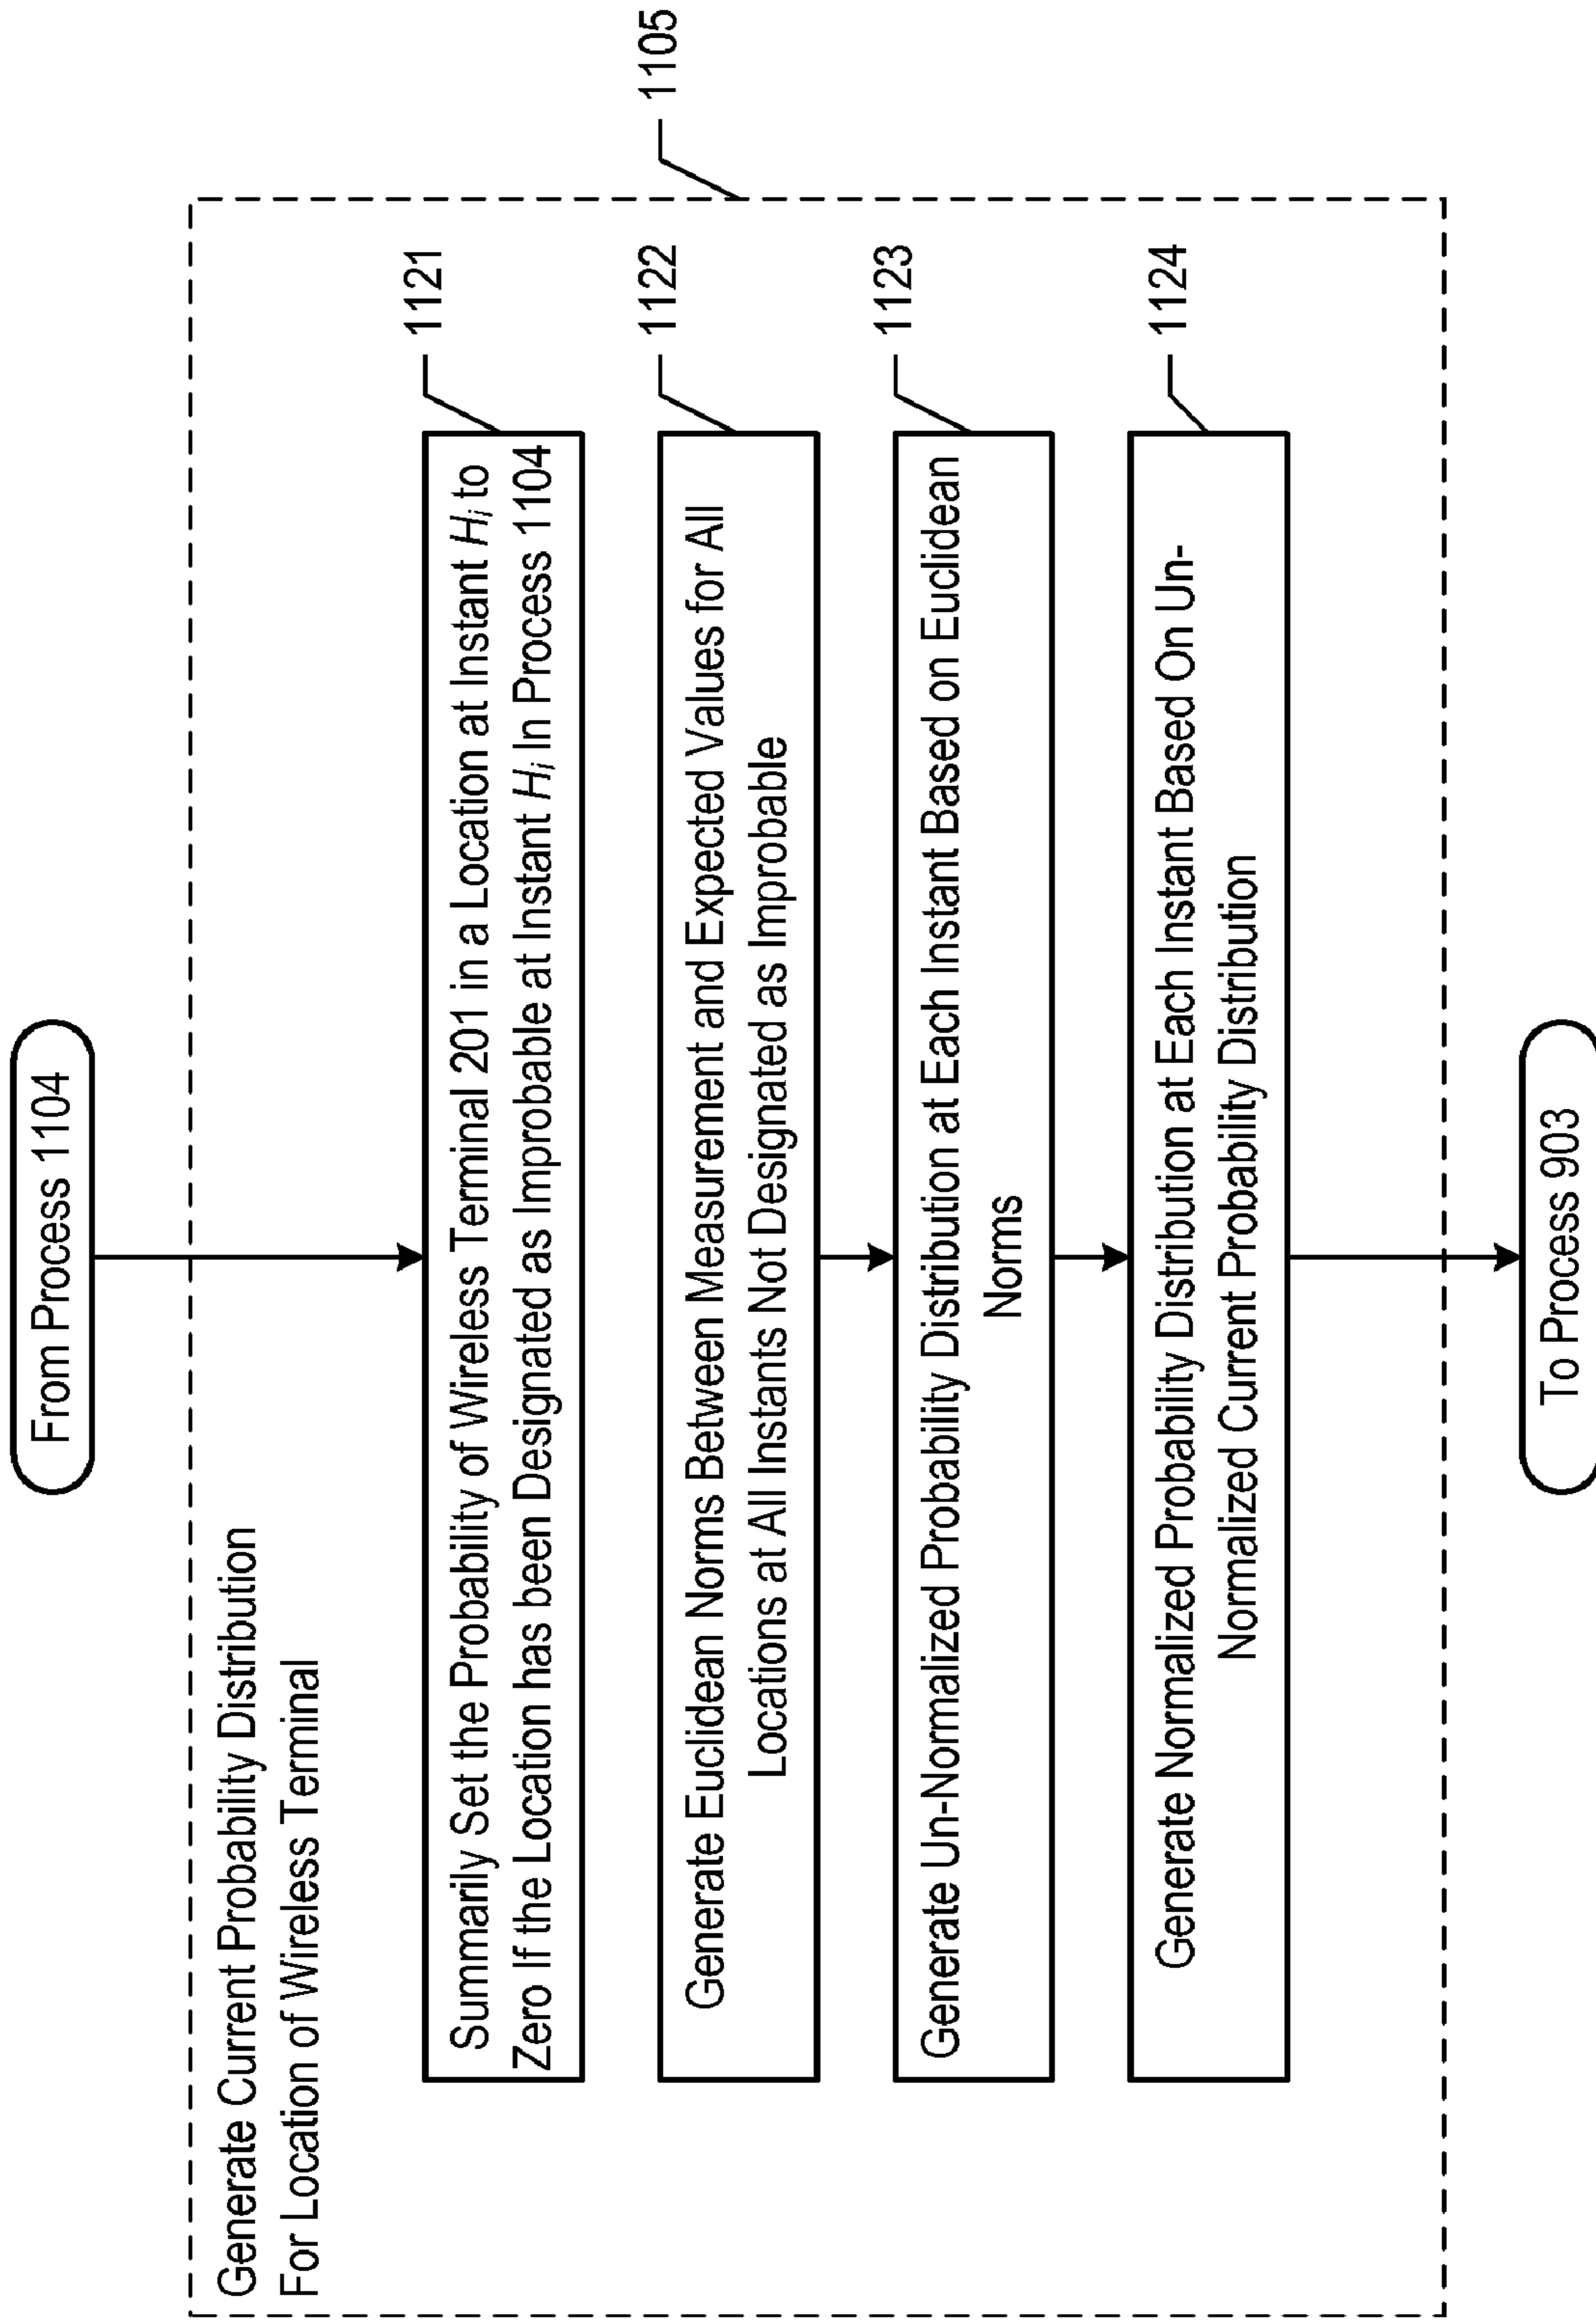 From Process 1104
Generate Current Probability Distribution
For Location of Wireless Terminal
1105
Summarily Set the Probability of Wireless Terminal 201 in a Location at Instant Hi to
Zero If the Location has been Designated as Improbable at Instant Hi In Process 1104
1121
Generate Euclidean Norms Between Measurement and Expected Values for All
Locations at All Instants Not Designated as Improbable
1122
Generate Un-Normalized Probability Distribution at Each Instant Based on Euclidean
Norms
1123
Generate Normalized Probability Distribution at Each Instant Based On Un-
Normalized Current Probability Distribution
1124
To Process 903